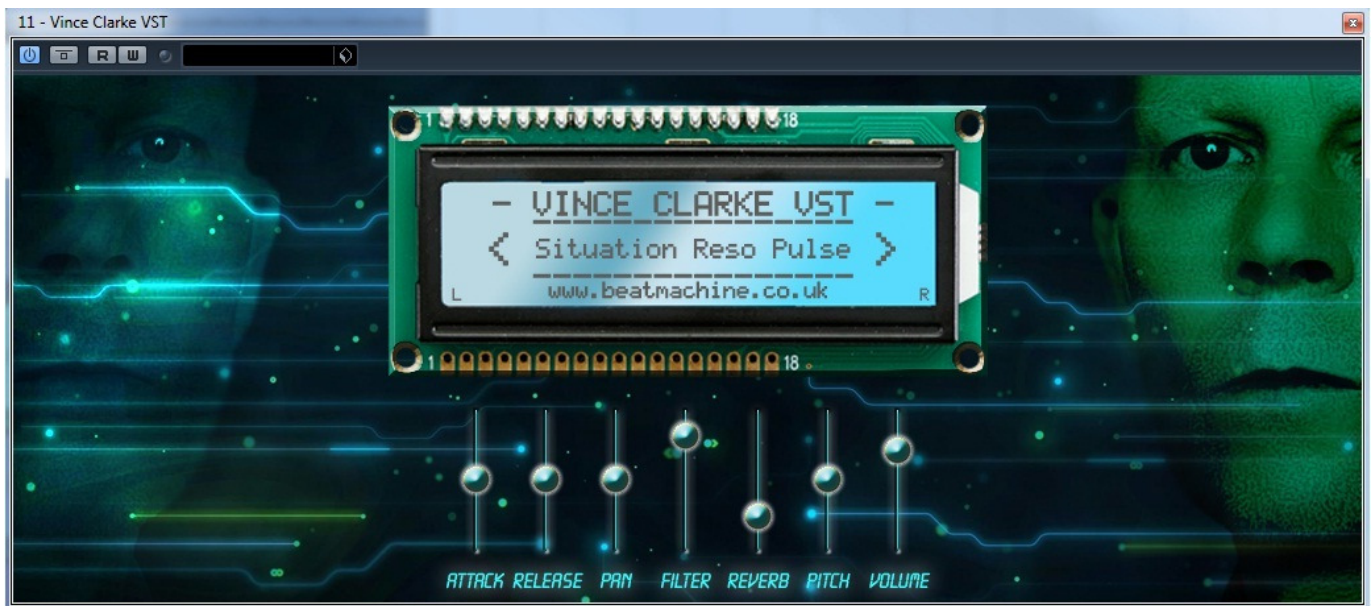 11 - Vince Clarke VST
R W
1 18
- VINCE CLARKE VST -
< Situation Reso Pulse >
www.beatmachine.co.uk
L R
1 18
ATTACK RELEASE PAN FILTER REVERB PITCH VOLUME